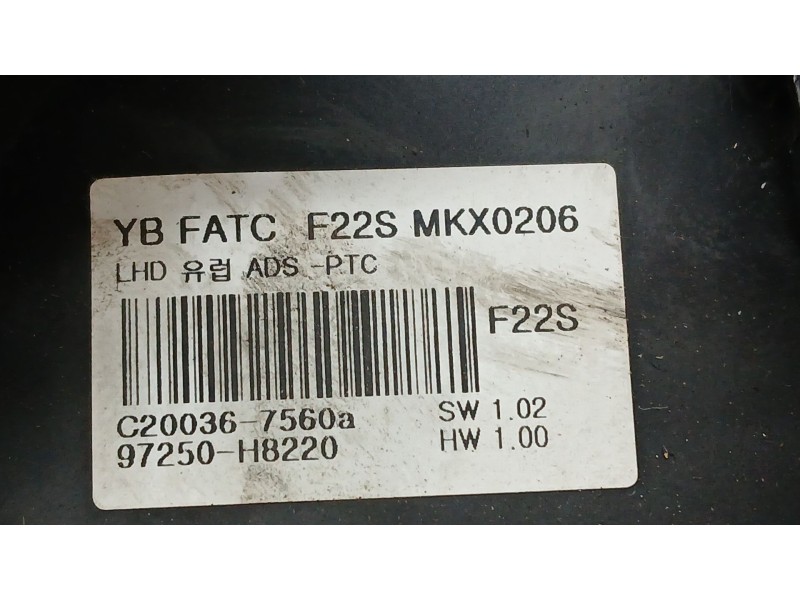 YB FATC F22S MKX0206
LHD 유럽 ADS -PTC
F22S
C20036-7560a SW 1.02
97250-H8220 HW 1.00